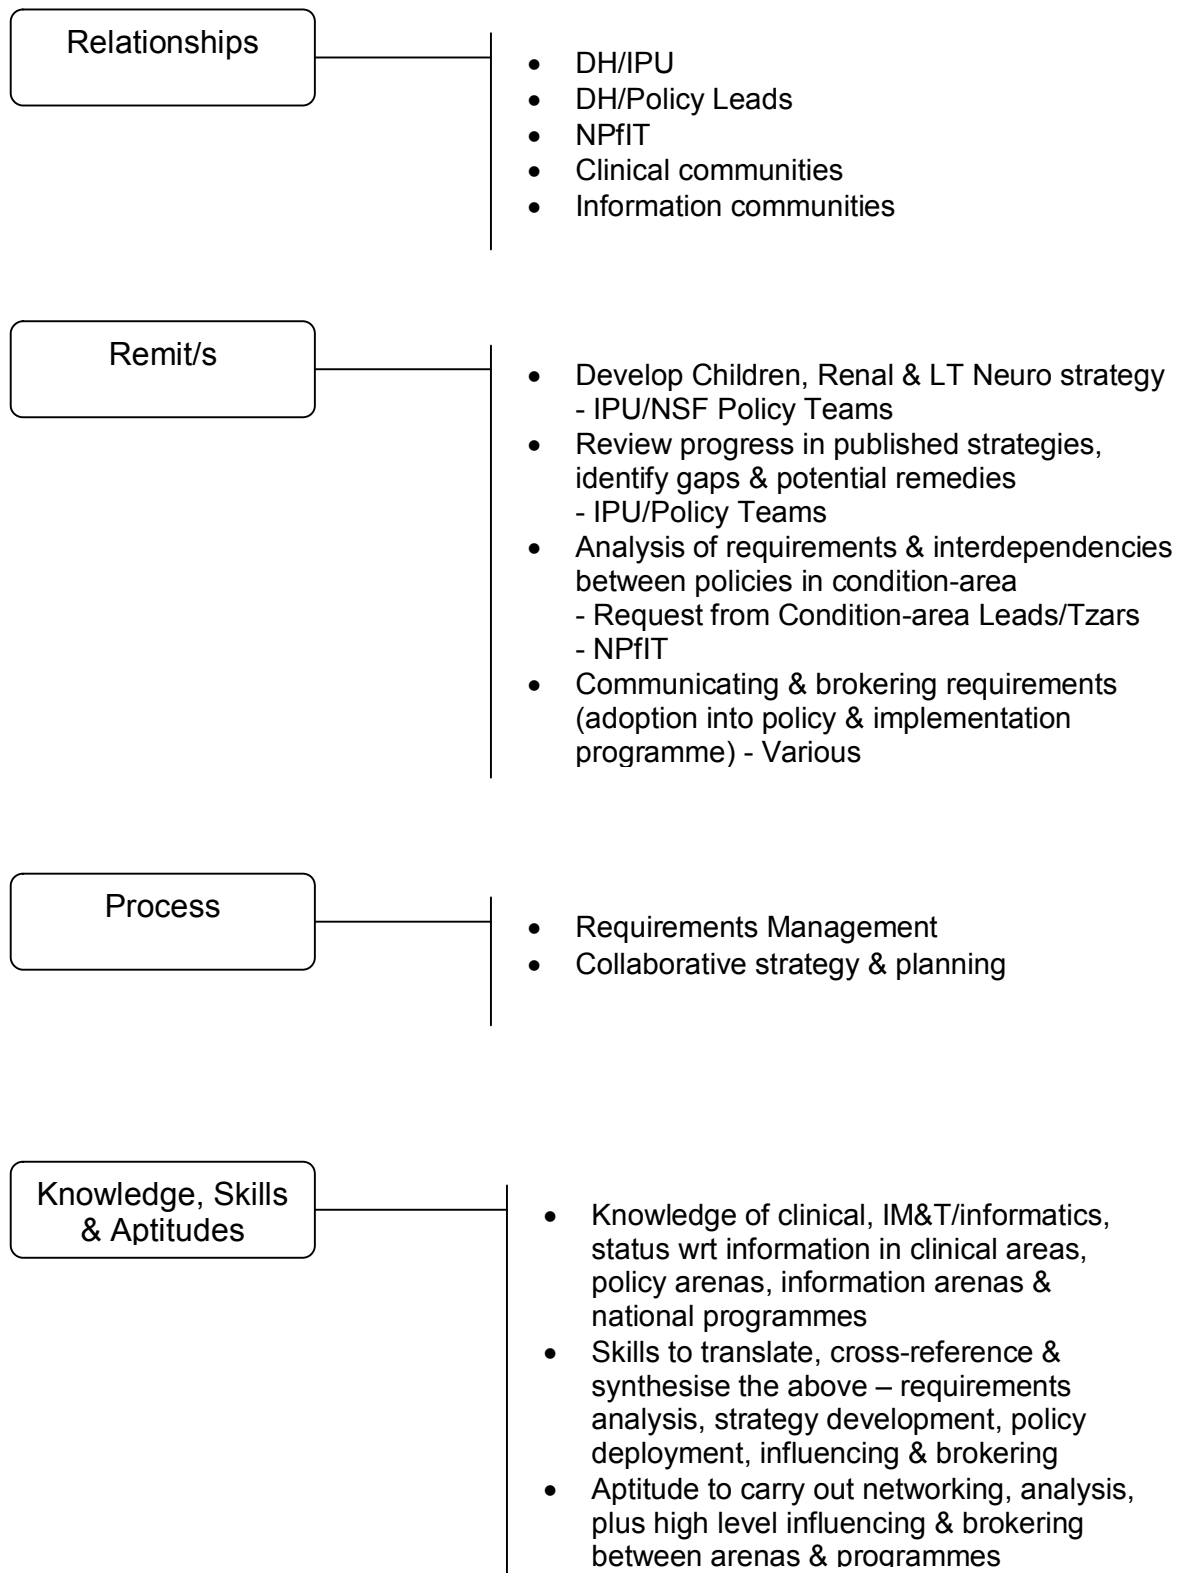 Relationships
• DH/IPU
• DH/Policy Leads
• NPfIT
• Clinical communities
• Information communities
Remit/s
• Develop Children, Renal & LT Neuro strategy
- IPU/NSF Policy Teams
• Review progress in published strategies,
identify gaps & potential remedies
- IPU/Policy Teams
• Analysis of requirements & interdependencies
between policies in condition-area
- Request from Condition-area Leads/Tzars
- NPfIT
• Communicating & brokering requirements
(adoption into policy & implementation
programme) - Various
Process
• Requirements Management
• Collaborative strategy & planning
Knowledge, Skills
& Aptitudes
• Knowledge of clinical, IM&T/informatics,
status wrt information in clinical areas,
policy arenas, information arenas &
national programmes
• Skills to translate, cross-reference &
synthesise the above – requirements
analysis, strategy development, policy
deployment, influencing & brokering
• Aptitude to carry out networking, analysis,
plus high level influencing & brokering
between arenas & programmes